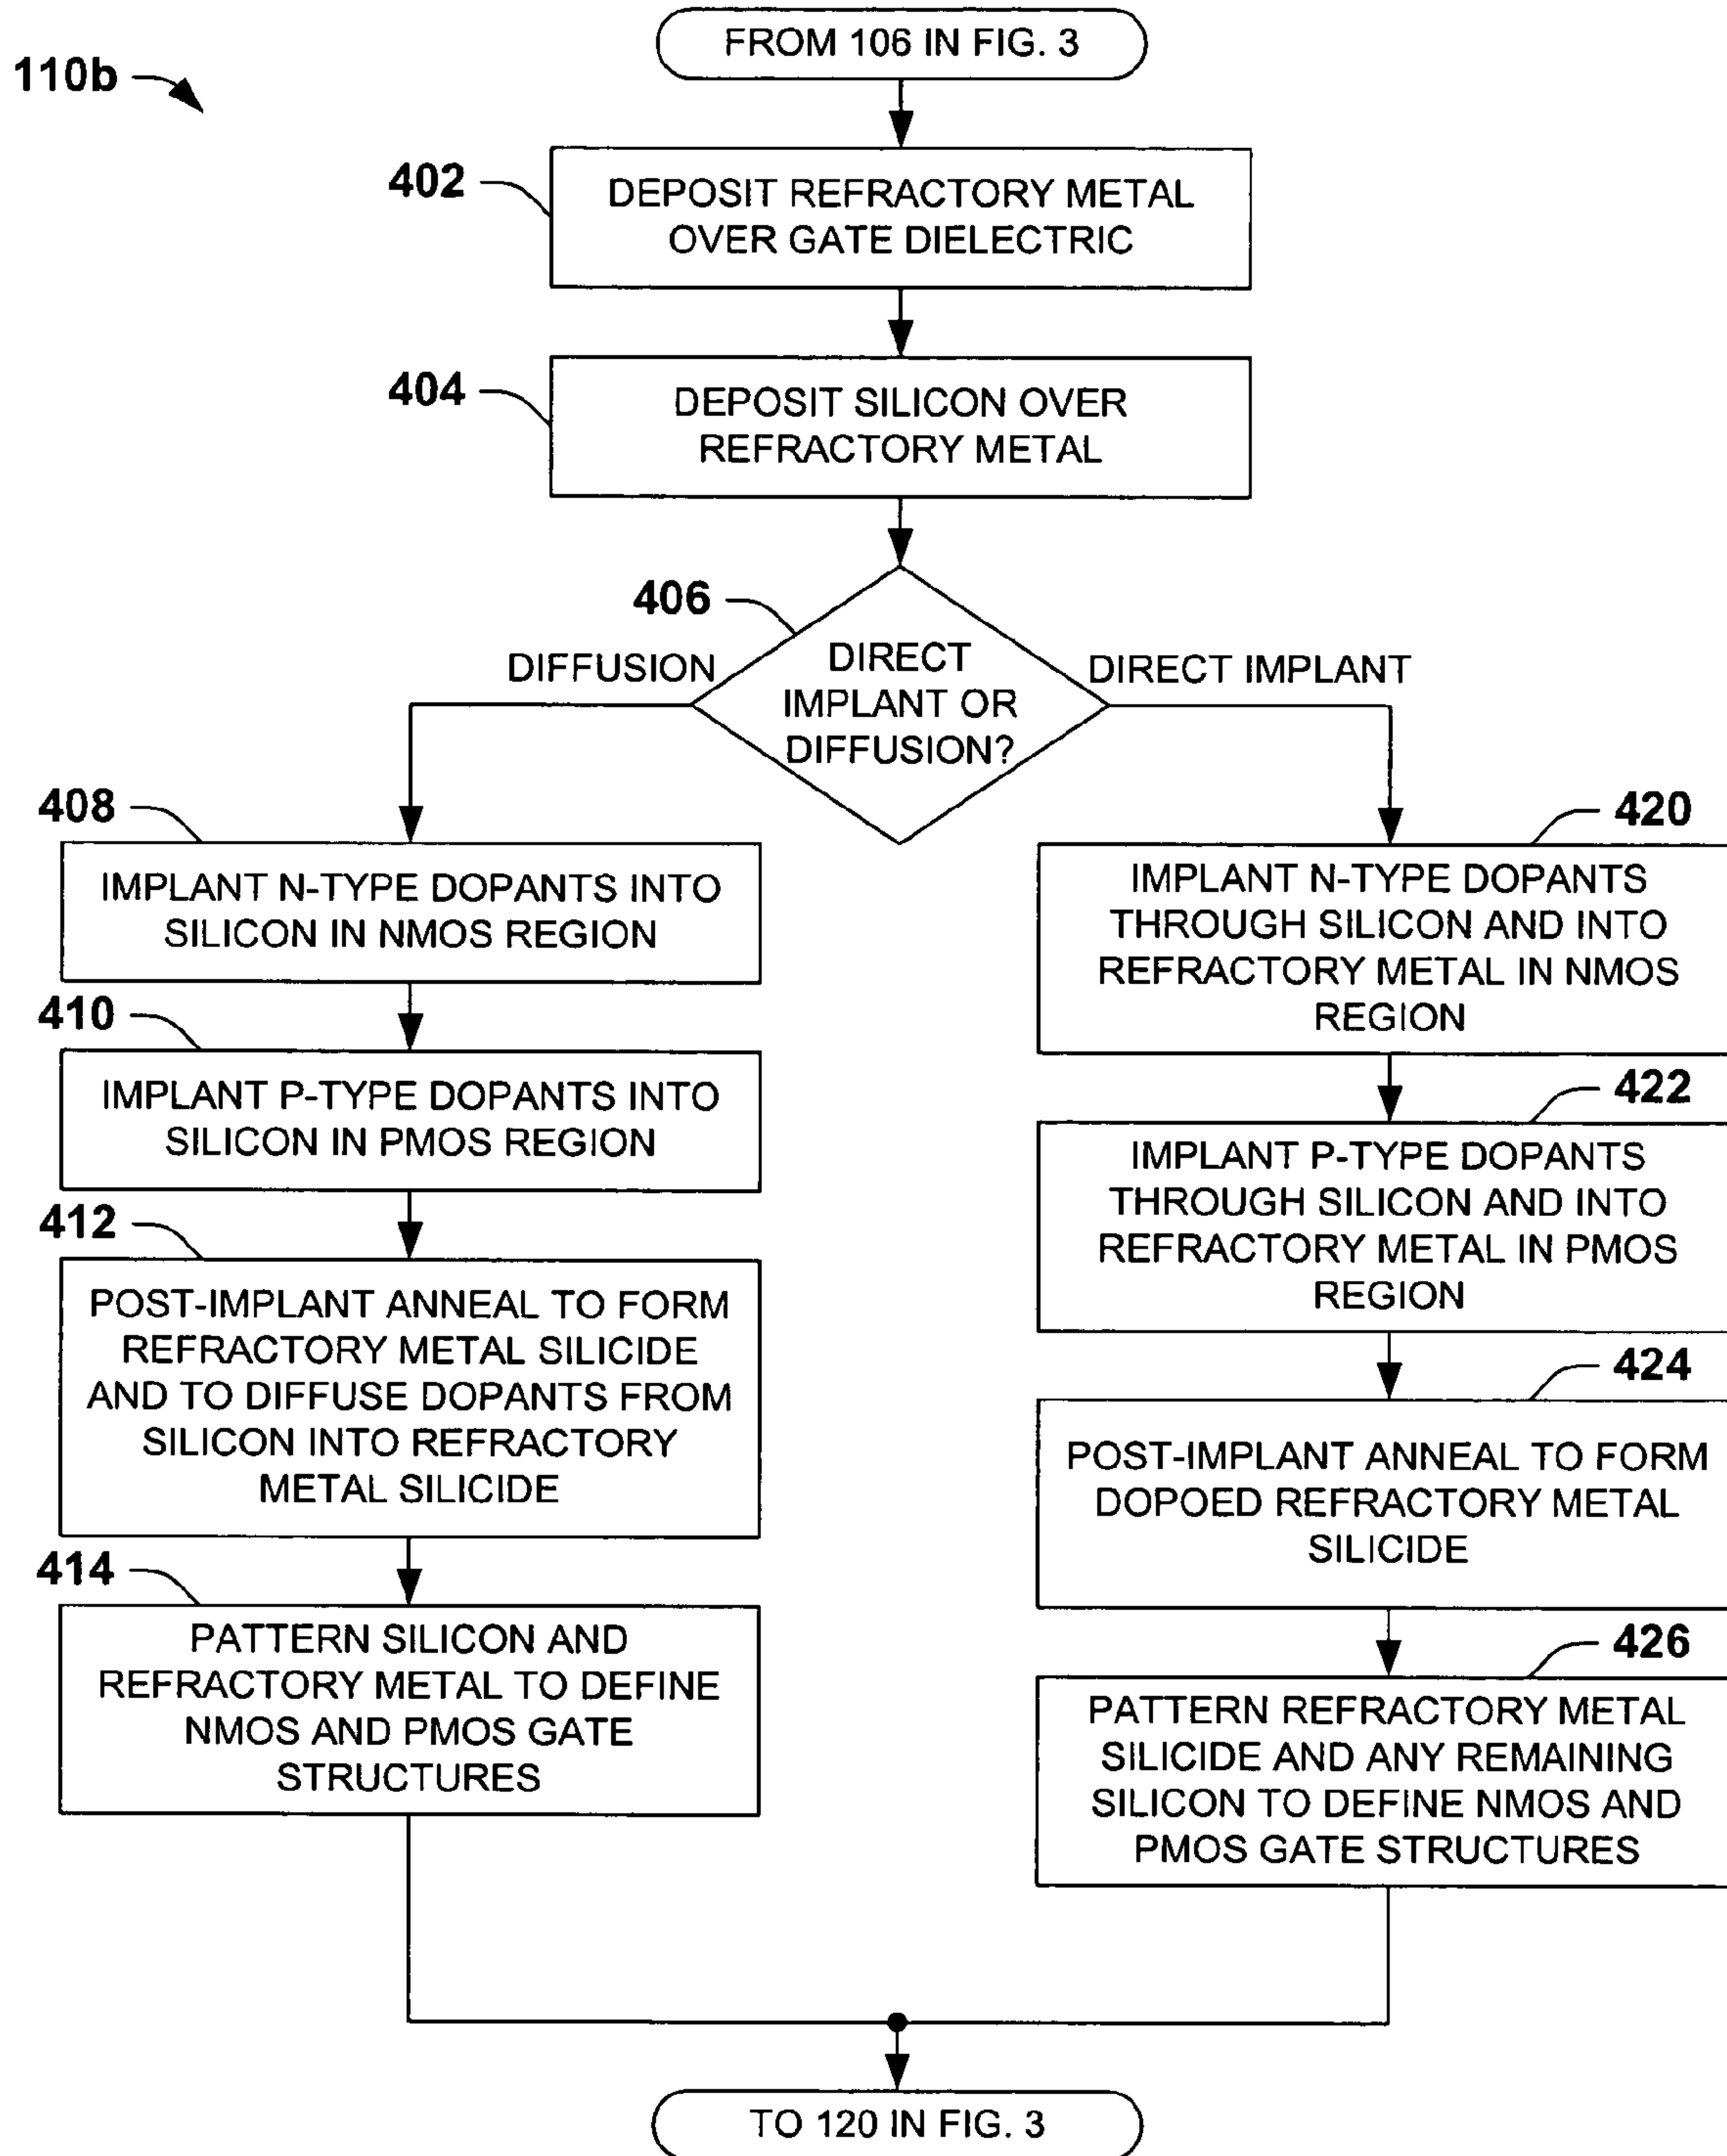 FROM 106 IN FIG. 3
110b
402
DEPOSIT REFRACTORY METAL
OVER GATE DIELECTRIC
404
DEPOSIT SILICON OVER
REFRACTORY METAL
406
DIRECT
IMPLANT OR
DIFFUSION?
DIFFUSION
DIRECT IMPLANT
408
IMPLANT N-TYPE DOPANTS INTO
SILICON IN NMOS REGION
410
IMPLANT P-TYPE DOPANTS INTO
SILICON IN PMOS REGION
412
POST-IMPLANT ANNEAL TO FORM
REFRACTORY METAL SILICIDE
AND TO DIFFUSE DOPANTS FROM
SILICON INTO REFRACTORY
METAL SILICIDE
414
PATTERN SILICON AND
REFRACTORY METAL TO DEFINE
NMOS AND PMOS GATE
STRUCTURES
420
IMPLANT N-TYPE DOPANTS
THROUGH SILICON AND INTO
REFRACTORY METAL IN NMOS
REGION
422
IMPLANT P-TYPE DOPANTS
THROUGH SILICON AND INTO
REFRACTORY METAL IN PMOS
REGION
424
POST-IMPLANT ANNEAL TO FORM
DOPOED REFRACTORY METAL
SILICIDE
426
PATTERN REFRACTORY METAL
SILICIDE AND ANY REMAINING
SILICON TO DEFINE NMOS AND
PMOS GATE STRUCTURES
TO 120 IN FIG. 3